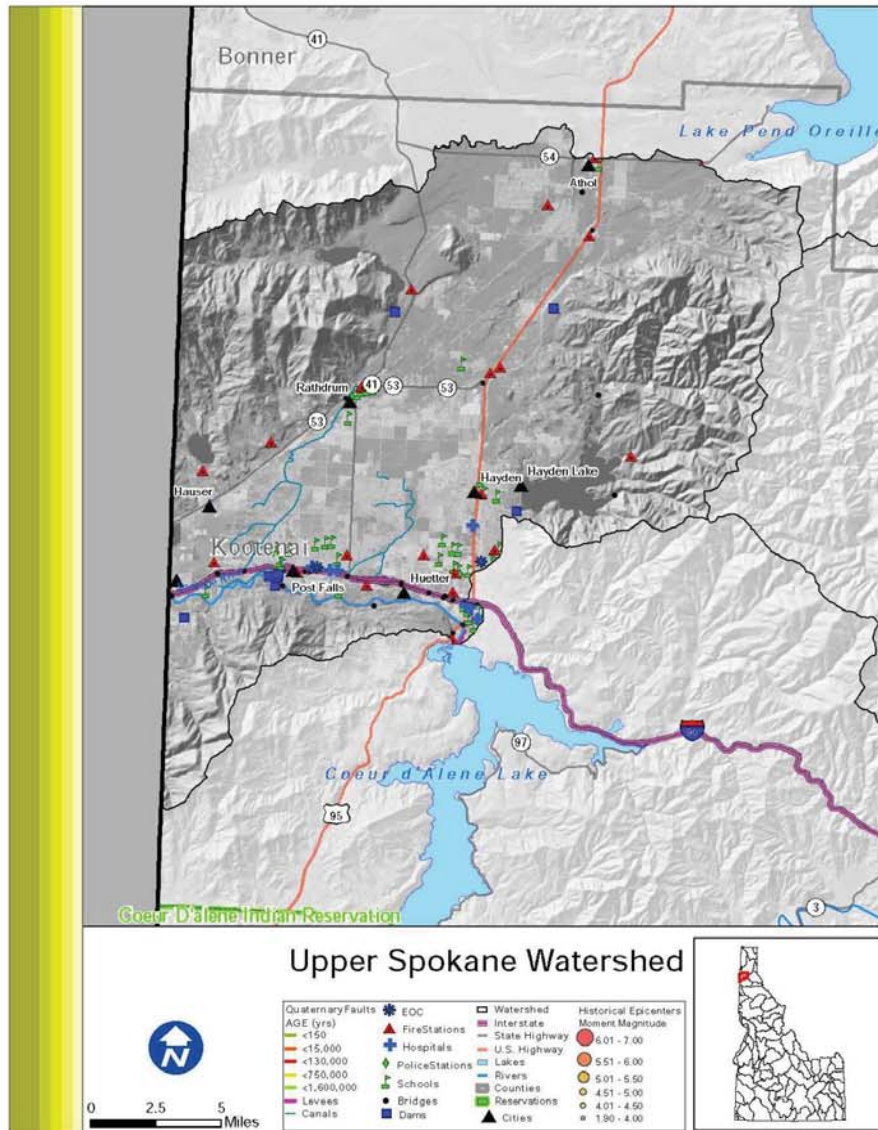 41
Bonner
Lake Pend Oreille
54
Athol
Rathdrum
41
53
53
53
Hayden
Hayden Lake
Hauser
Kootenai
Post Falls
Huetter
97
90
Coeur d'Alene Lake
95
Coeur D'alene Indian Reservation
3
Upper Spokane Watershed
N
0 2.5 5
Miles
Quaternary Faults
AGE (yrs)
<150
<15,000
<130,000
<750,000
<1,600,000
Levees
Canals
EOC
FireStations
Hospitals
PoliceStations
Schools
Bridges
Dams
Watershed
Interstate
State Highway
U.S. Highway
Lakes
Rivers
Counties
Reservations
Cities
Historical Epicenters
Moment Magnitude
6.01 - 7.00
5.51 - 6.00
5.01 - 5.50
4.51 - 5.00
4.01 - 4.50
1.90 - 4.00